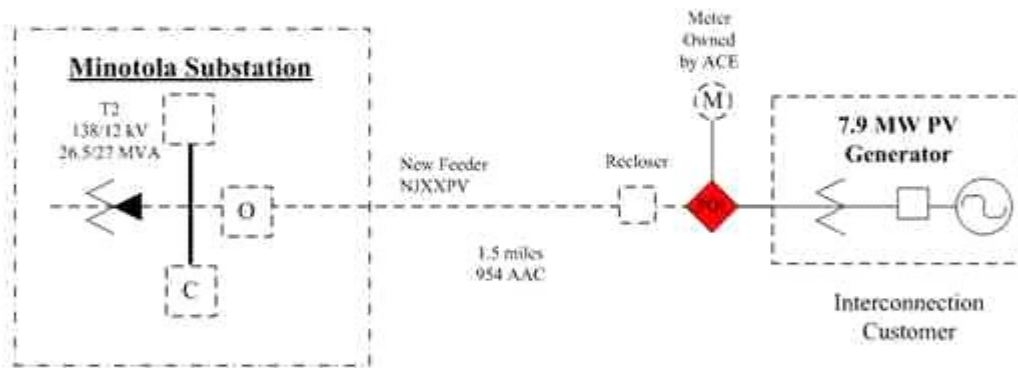 Minotola Substation
T2
138/12 kV
26.5/27 MVA
O
C
New Feeder
NJXXPV
1.5 miles
954 AAC
Recloser
Meter
Owned
by ACE
M
7.9 MW PV
Generator
Interconnection
Customer